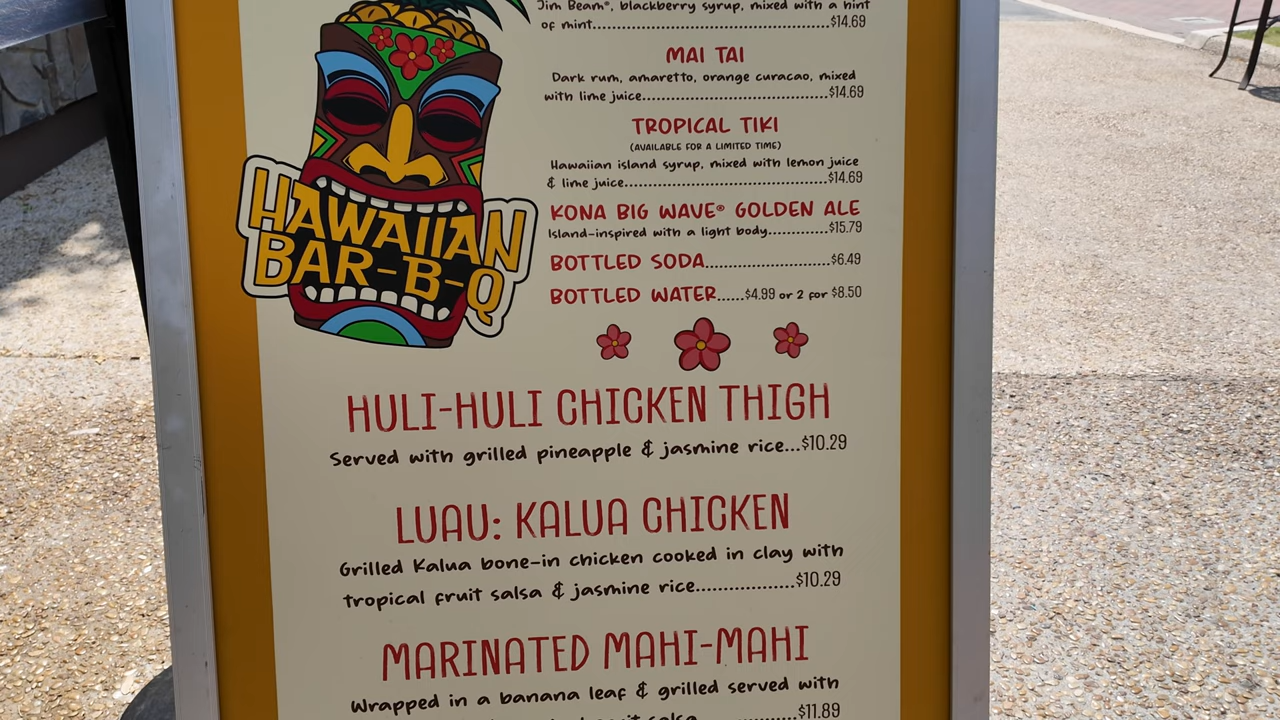 HAWAIIAN
BAR-B-Q
Jim Beam®, blackberry syrup, mixed with a hint
of mint..............................................$14.69
MAI TAI
Dark rum, amaretto, orange curacao, mixed
with lime juice.....................................$14.69
TROPICAL TIKI
(AVAILABLE FOR A LIMITED TIME)
Hawaiian island syrup, mixed with lemon juice
& lime juice........................................$14.69
KONA BIG WAVE® GOLDEN ALE
Island-inspired with a light body............$15.79
BOTTLED SODA.........................$6.49
BOTTLED WATER......$4.99 or 2 for $8.50
HULI-HULI CHICKEN THIGH
Served with grilled pineapple & jasmine rice...$10.29
LUAU: KALUA CHICKEN
Grilled Kalua bone-in chicken cooked in clay with
tropical fruit salsa & jasmine rice...............$10.29
MARINATED MAHI-MAHI
Wrapped in a banana leaf & grilled served with
salsa...............$11.89